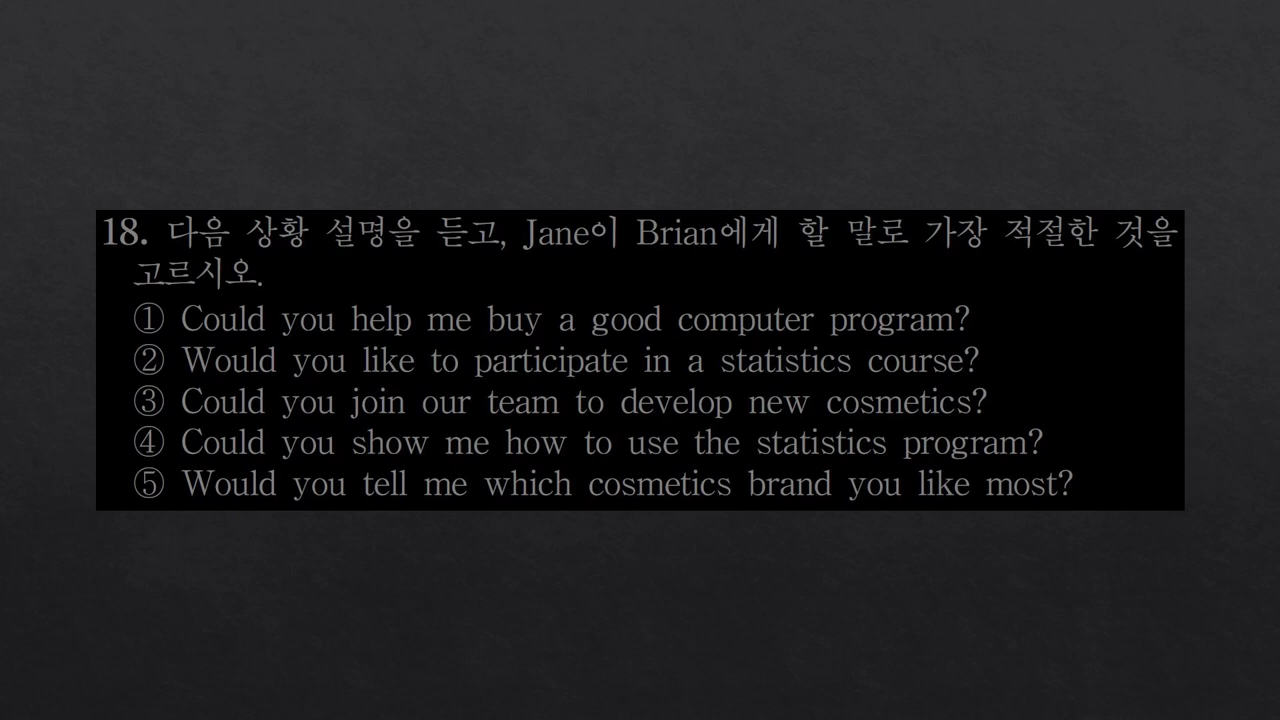 18. 다음 상황 설명을 듣고, Jane이 Brian에게 할 말로 가장 적절한 것을
고르시오.
① Could you help me buy a good computer program?
② Would you like to participate in a statistics course?
③ Could you join our team to develop new cosmetics?
④ Could you show me how to use the statistics program?
⑤ Would you tell me which cosmetics brand you like most?